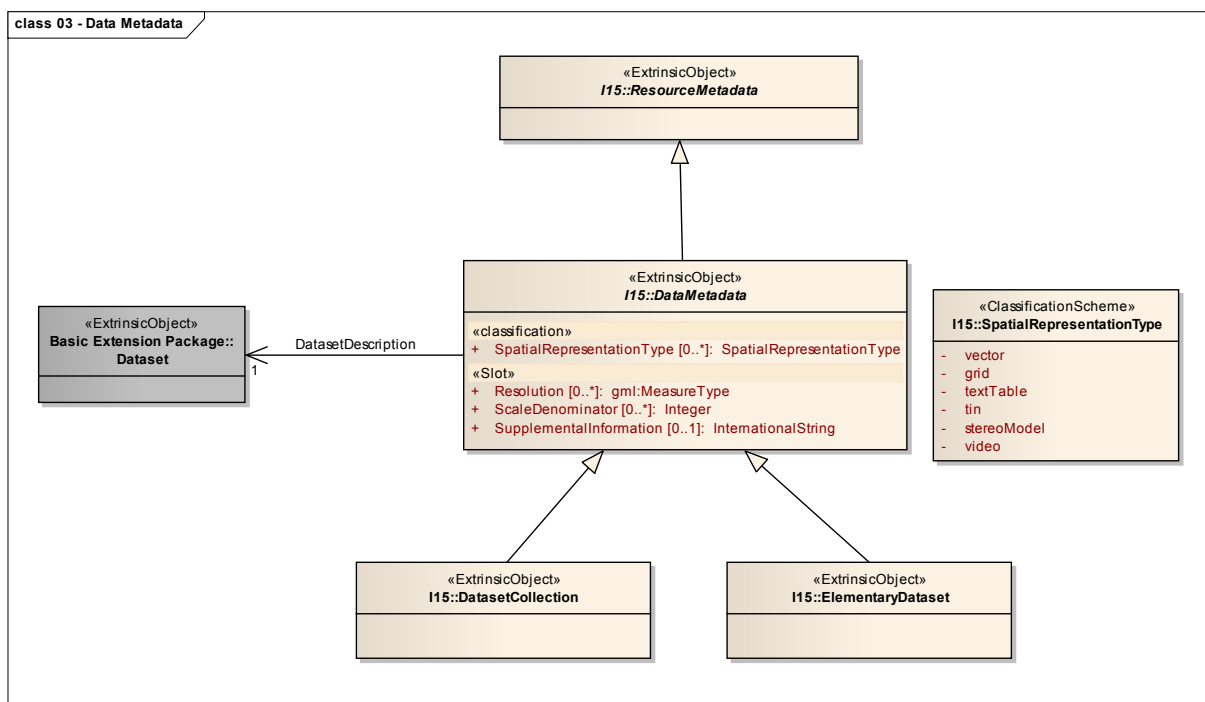 class 03 - Data Metadata
«ExtrinsicObject»
I15::ResourceMetadata
«ExtrinsicObject»
I15::DataMetadata
«classification»
+ SpatialRepresentationType [0..*]: SpatialRepresentationType
«Slot»
+ Resolution [0..*]: gml:MeasureType
+ ScaleDenominator [0..*]: Integer
+ SupplementalInformation [0..1]: InternationalString
«ClassificationScheme»
I15::SpatialRepresentationType
- vector
- grid
- textTable
- tin
- stereoModel
- video
«ExtrinsicObject»
Basic Extension Package::
Dataset
DatasetDescription
1
«ExtrinsicObject»
I15::DatasetCollection
«ExtrinsicObject»
I15::ElementaryDataset